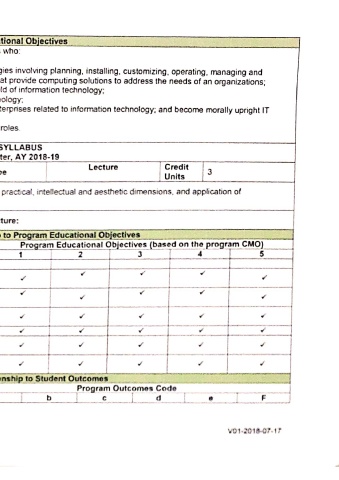 tional Objectives
who:
gies involving planning, installing, customizing, operating, managing and
at provide computing solutions to address the needs of an organizations;
ld of information technology;
ology;
terprises related to information technology; and become morally upright IT
roles.
SYLLABUS
ter, AY 2018-19
Lecture Credit Units 3
practical, intellectual and aesthetic dimensions, and application of
ture:
to Program Educational Objectives
Program Educational Objectives (based on the program CMO)
1 2 3 4 5
✓ ✓ ✓ ✓ ✓
✓ ✓ ✓ ✓ ✓
✓ ✓ ✓ ✓ ✓
✓ ✓ ✓ ✓ ✓
✓ ✓ ✓ ✓ ✓
✓ ✓ ✓ ✓ ✓
nship to Student Outcomes
Program Outcomes Code
b c d e F
V01-2018-07-17